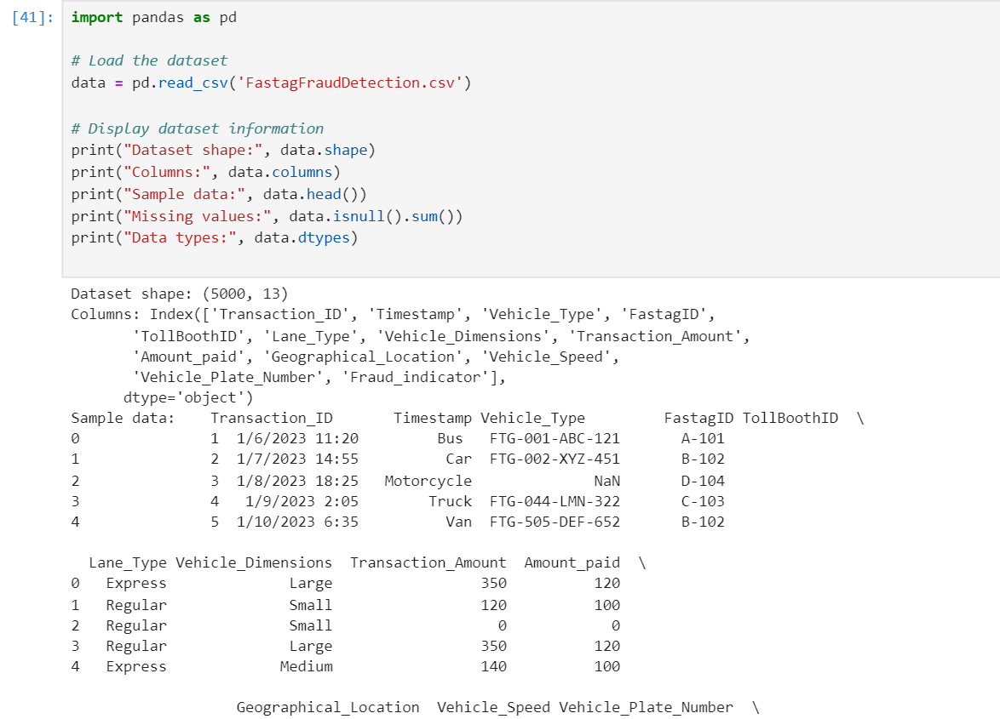 [41]: import pandas as pd
# Load the dataset
data = pd.read_csv('FastagFraudDetection.csv')
# Display dataset information
print("Dataset shape:", data.shape)
print("Columns:", data.columns)
print("Sample data:", data.head())
print("Missing values:", data.isnull().sum())
print("Data types:", data.dtypes)
Dataset shape: (5000, 13)
Columns: Index(['Transaction_ID', 'Timestamp', 'Vehicle_Type', 'FastagID',
'TollBoothID', 'Lane_Type', 'Vehicle_Dimensions', 'Transaction_Amount',
'Amount_paid', 'Geographical_Location', 'Vehicle_Speed',
'Vehicle_Plate_Number', 'Fraud_indicator'],
dtype='object')
Sample data: Transaction_ID Timestamp Vehicle_Type FastagID TollBoothID \
0 1 1/6/2023 11:20 Bus FTG-001-ABC-121 A-101
1 2 1/7/2023 14:55 Car FTG-002-XYZ-451 B-102
2 3 1/8/2023 18:25 Motorcycle NaN D-104
3 4 1/9/2023 2:05 Truck FTG-044-LMN-322 C-103
4 5 1/10/2023 6:35 Van FTG-505-DEF-652 B-102
Lane_Type Vehicle_Dimensions Transaction_Amount Amount_paid \
0 Express Large 350 120
1 Regular Small 120 100
2 Regular Small 0 0
3 Regular Large 350 120
4 Express Medium 140 100
Geographical_Location Vehicle_Speed Vehicle_Plate_Number \